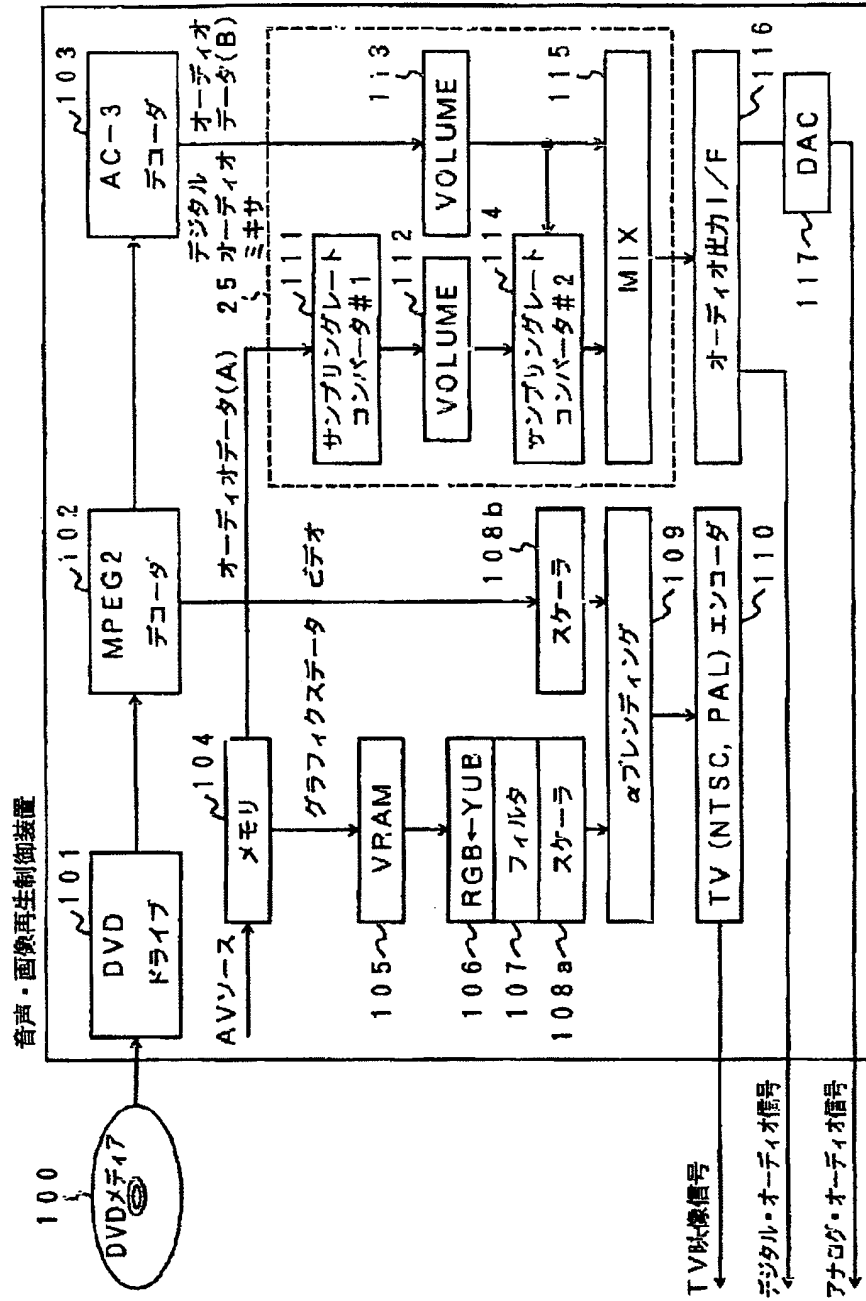 音声・画像再生制御装置
100
DVDメディア
101
DVD
ドライブ
102
MPEG2
デコーダ
103
AC-3
デコーダ
AVソース
104
メモリ
オーディオデータ(A)
グラフィクスデータ
ビデオ
デジタル
オーディオ
ミキサ
25
オーディオ
データ(B)
105
VRAM
106
RGB←YUB
107
フィルタ
108a
スケーラ
108b
スケーラ
109
αブレンディング
110
TV (NTSC, PAL) エンコーダ
111
サンプリングレート
コンバータ#1
112
VOLUME
113
VOLUME
114
サンプリングレート
コンバータ#2
115
MIX
116
オーディオ出力I/F
117
DAC
TV映像信号
デジタル・オーディオ信号
アナログ・オーディオ信号